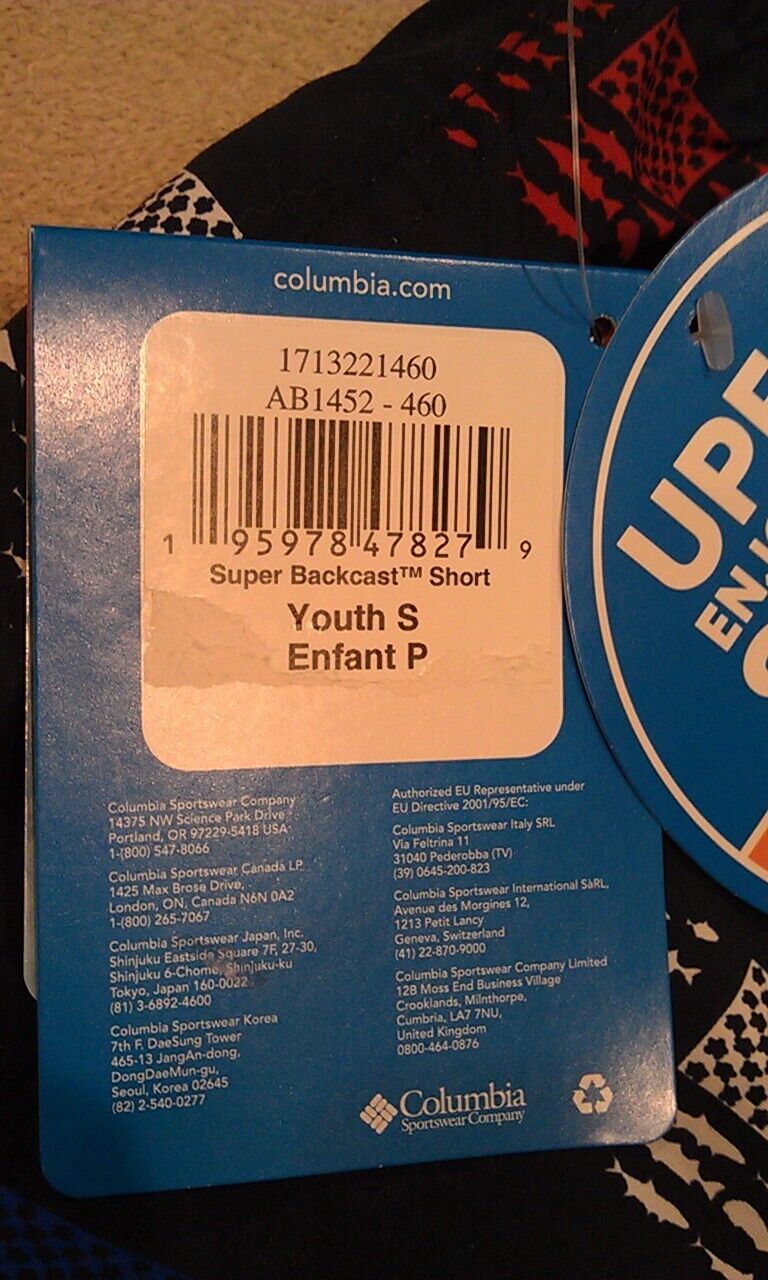 columbia.com
1713221460
AB1452 - 460
1 95978 47827 9
Super Backcast™ Short
Youth S
Enfant P
Columbia Sportswear Company
14375 NW Science Park Drive
Portland, OR 97229-5418 USA
1-(800) 547-8066
Columbia Sportswear Canada LP
1425 Max Brose Drive,
London, ON, Canada N6N 0A2
1-(800) 265-7067
Columbia Sportswear Japan, Inc.
Shinjuku Eastside Square 7F, 27-30,
Shinjuku 6-Chome, Shinjuku-ku
Tokyo, Japan 160-0022
(81) 3-6892-4600
Columbia Sportswear Korea
7th F. DaeSung Tower
465-13 JangAn-dong,
DongDaeMun-gu,
Seoul, Korea 02645
(82) 2-540-0277
Authorized EU Representative under
EU Directive 2001/95/EC:
Columbia Sportswear Italy SRL
Via Feltrina 11
31040 Pederobba (TV)
(39) 0645-200-823
Columbia Sportswear International SàRL,
Avenue des Morgines 12,
1213 Petit Lancy
Geneva, Switzerland
(41) 22-870-9000
Columbia Sportswear Company Limited
12B Moss End Business Village
Crooklands, Milnthorpe,
Cumbria, LA7 7NU,
United Kingdom
0800-464-0876
Columbia
Sportswear Company
UPF